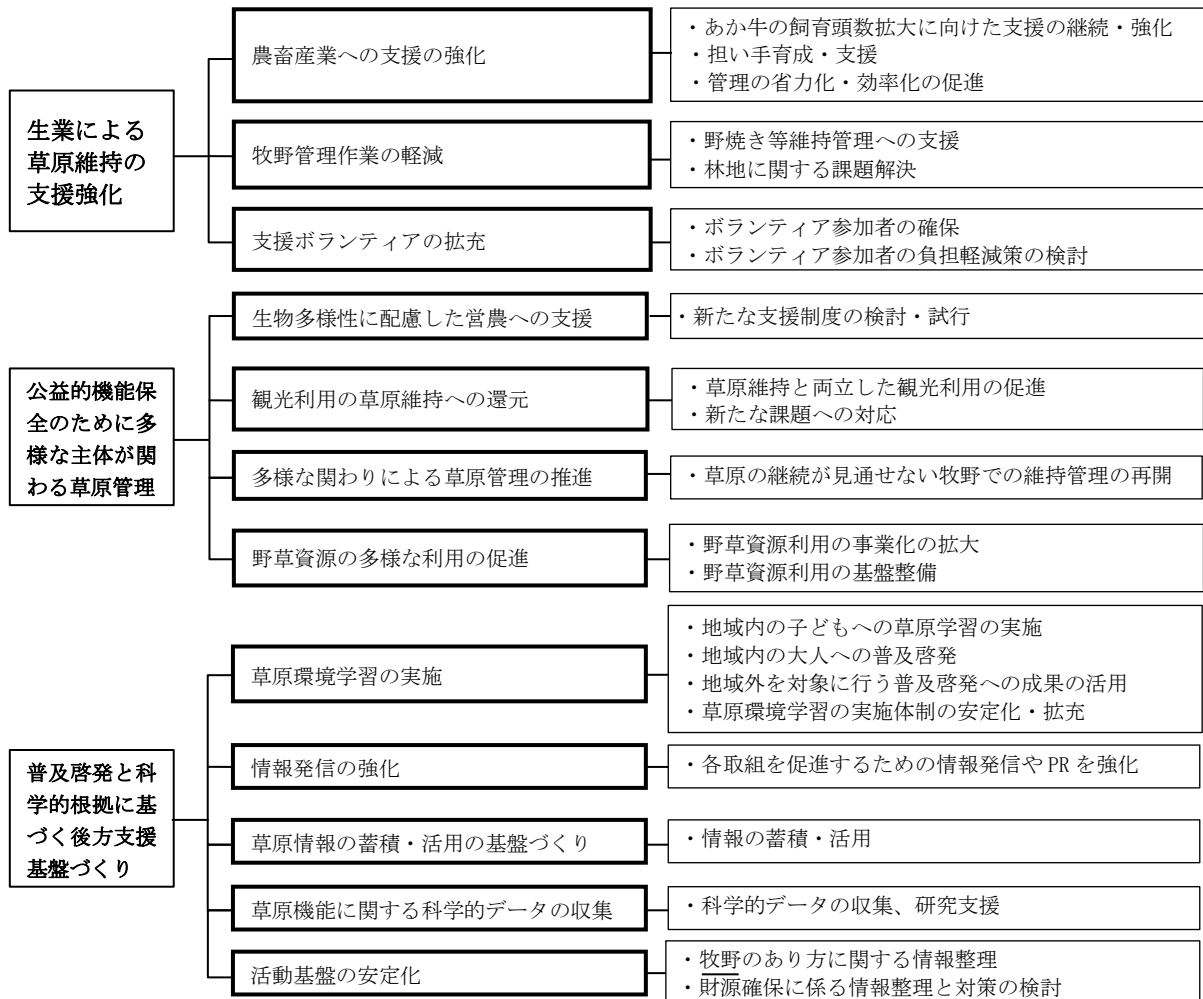 生業による
草原維持の
支援強化
農畜産業への支援の強化
・あか牛の飼育頭数拡大に向けた支援の継続・強化
・担い手育成・支援
・管理の省力化・効率化の促進
牧野管理作業の軽減
・野焼き等維持管理への支援
・林地に関する課題解決
支援ボランティアの拡充
・ボランティア参加者の確保
・ボランティア参加者の負担軽減策の検討
公益的機能保
全のために多
様な主体が関
わる草原管理
生物多様性に配慮した営農への支援
・新たな支援制度の検討・試行
観光利用の草原維持への還元
・草原維持と両立した観光利用の促進
・新たな課題への対応
多様な関わりによる草原管理の推進
・草原の継続が見通せない牧野での維持管理の再開
野草資源の多様な利用の促進
・野草資源利用の事業化の拡大
・野草資源利用の基盤整備
普及啓発と科
学的根拠に基
づく後方支援
基盤づくり
草原環境学習の実施
・地域内の子どもへの草原学習の実施
・地域内の大人への普及啓発
・地域外を対象に行う普及啓発への成果の活用
・草原環境学習の実施体制の安定化・拡充
情報発信の強化
・各取組を促進するための情報発信や PR を強化
草原情報の蓄積・活用の基盤づくり
・情報の蓄積・活用
草原機能に関する科学的データの収集
・科学的データの収集、研究支援
活動基盤の安定化
・牧野のあり方に関する情報整理
・財源確保に係る情報整理と対策の検討